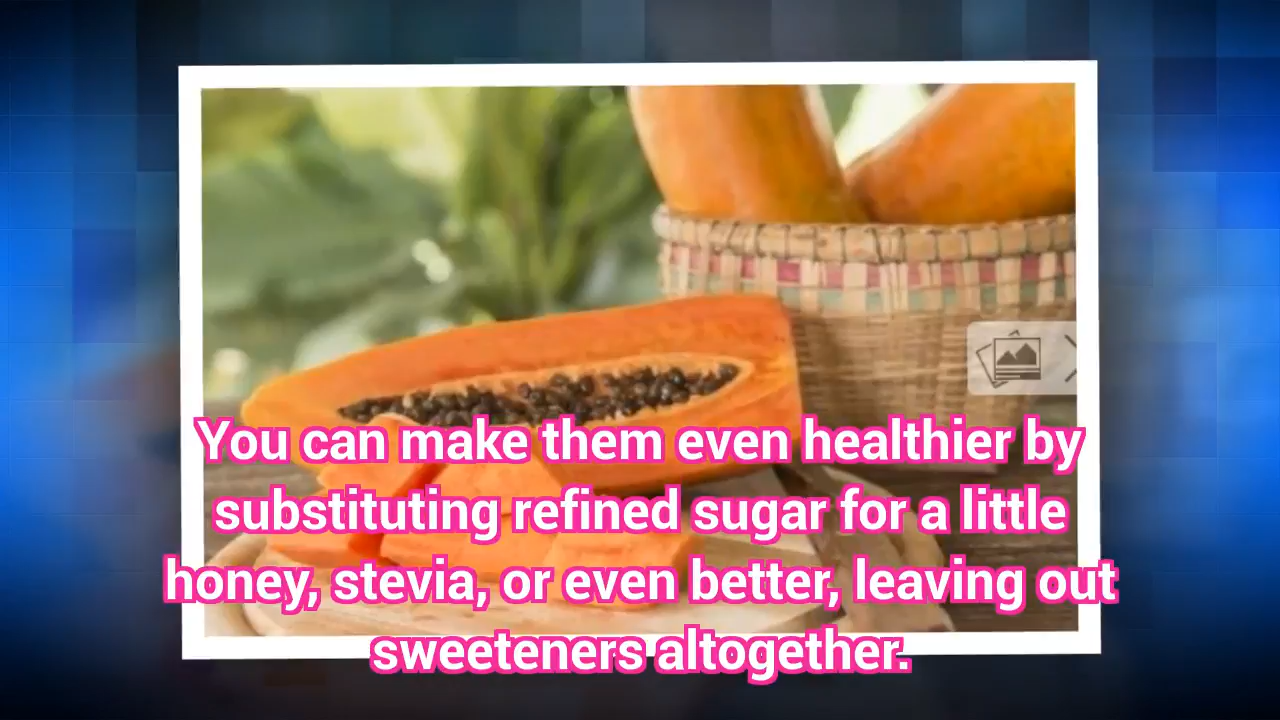 You can make them even healthier by
substituting refined sugar for a little
honey, stevia, or even better, leaving out
sweeteners altogether.